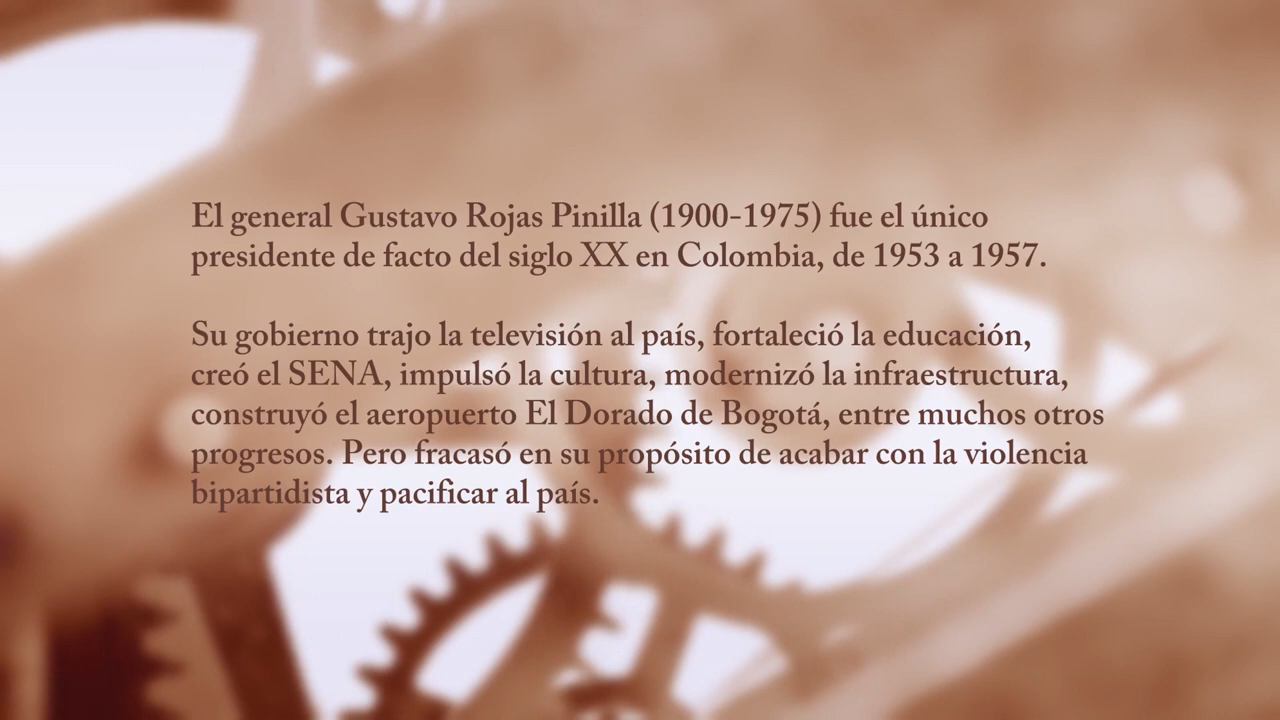 El general Gustavo Rojas Pinilla (1900-1975) fue el único
presidente de facto del siglo XX en Colombia, de 1953 a 1957.
Su gobierno trajo la televisión al país, fortaleció la educación,
creó el SENA, impulsó la cultura, modernizó la infraestructura,
construyó el aeropuerto El Dorado de Bogotá, entre muchos otros
progresos. Pero fracasó en su propósito de acabar con la violencia
bipartidista y pacificar al país.